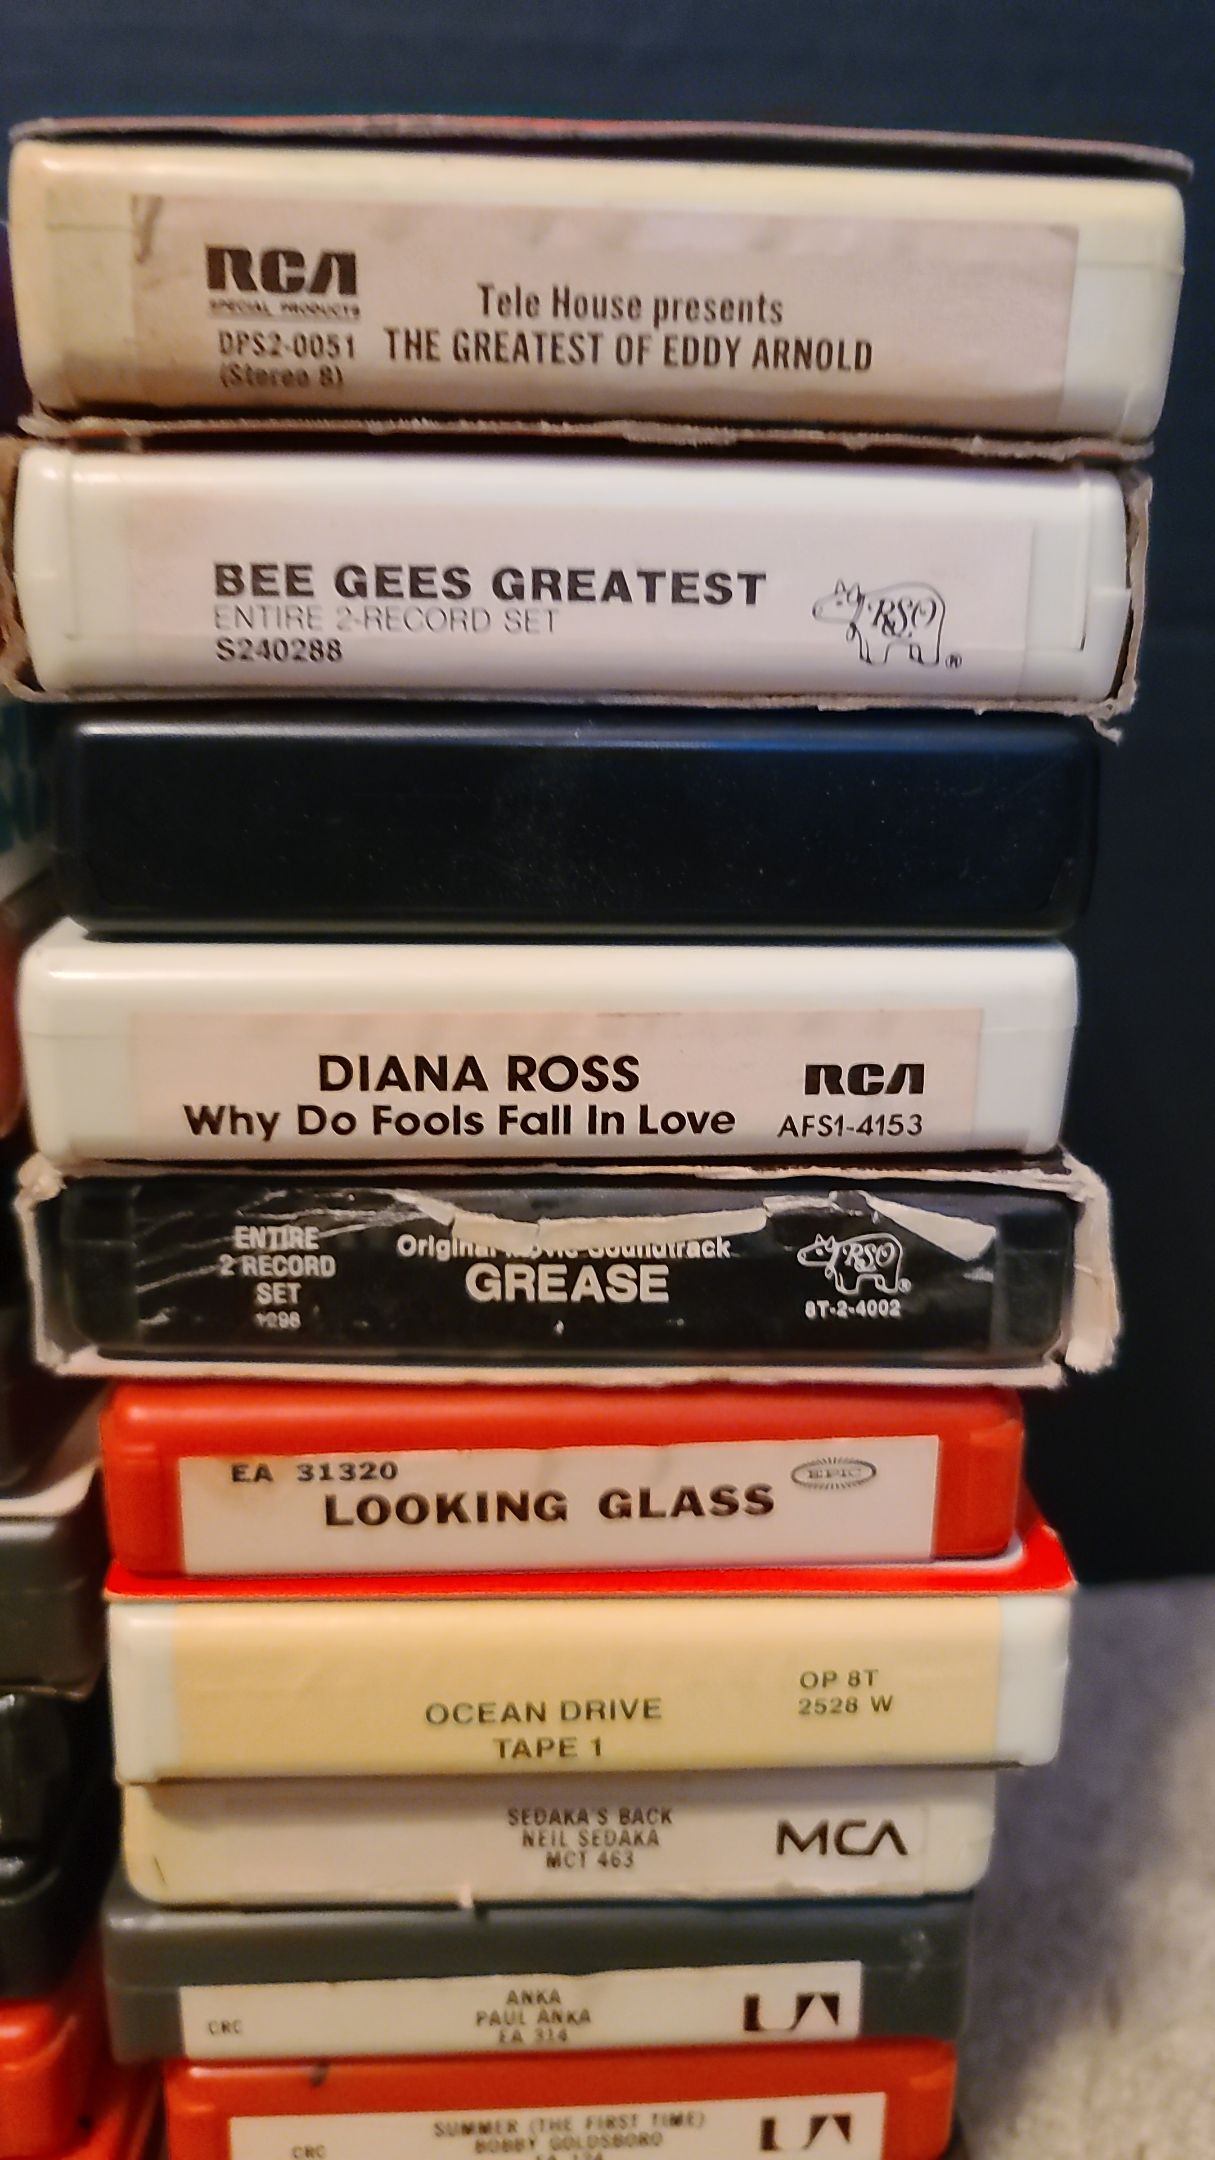 RCA
SPECIAL PRODUCTS
DPS2-0051
(Stereo 8)
Tele House presents
THE GREATEST OF EDDY ARNOLD
BEE GEES GREATEST
ENTIRE 2-RECORD SET
S240288
RSO
®
DIANA ROSS
Why Do Fools Fall In Love
RCA
AFS1-4153
ENTIRE
2 RECORD
SET
Original Movie Soundtrack
GREASE
RSO
®
8T-2-4002
EA 31320
LOOKING GLASS
EPIC
OCEAN DRIVE
TAPE 1
OP 8T
2528 W
SEDAKA'S BACK
NEIL SEDAKA
MCT 463
MCA
CRC
ANKA
PAUL ANKA
EA 314
UA
CRC
SUMMER (THE FIRST TIME)
BOBBY GOLDSBORO
UA